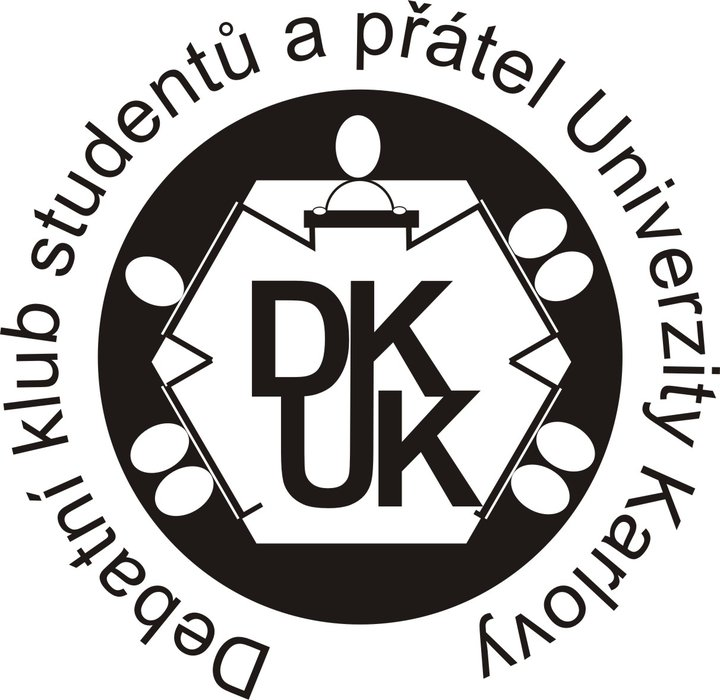 Debatní klub studentů a přátel Univerzity Karlovy
DK
UK